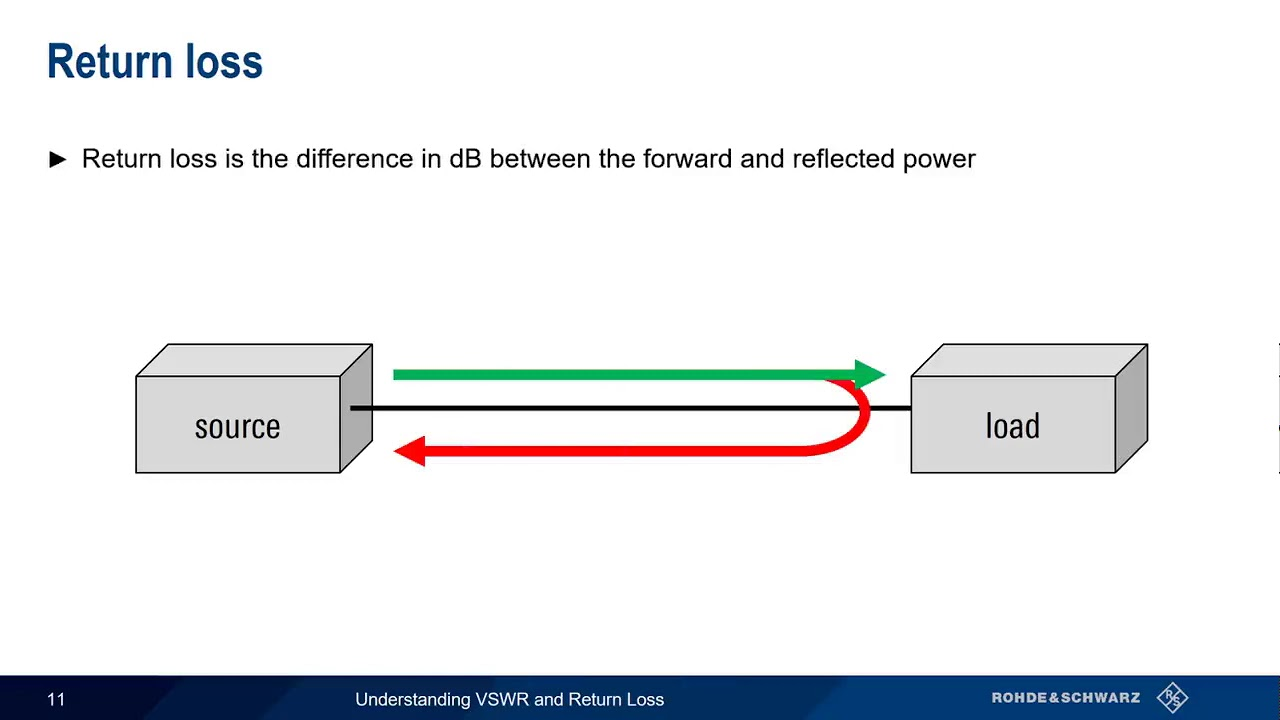 Return loss
► Return loss is the difference in dB between the forward and reflected power
source
load
11
Understanding VSWR and Return Loss
ROHDE&SCHWARZ
R&S